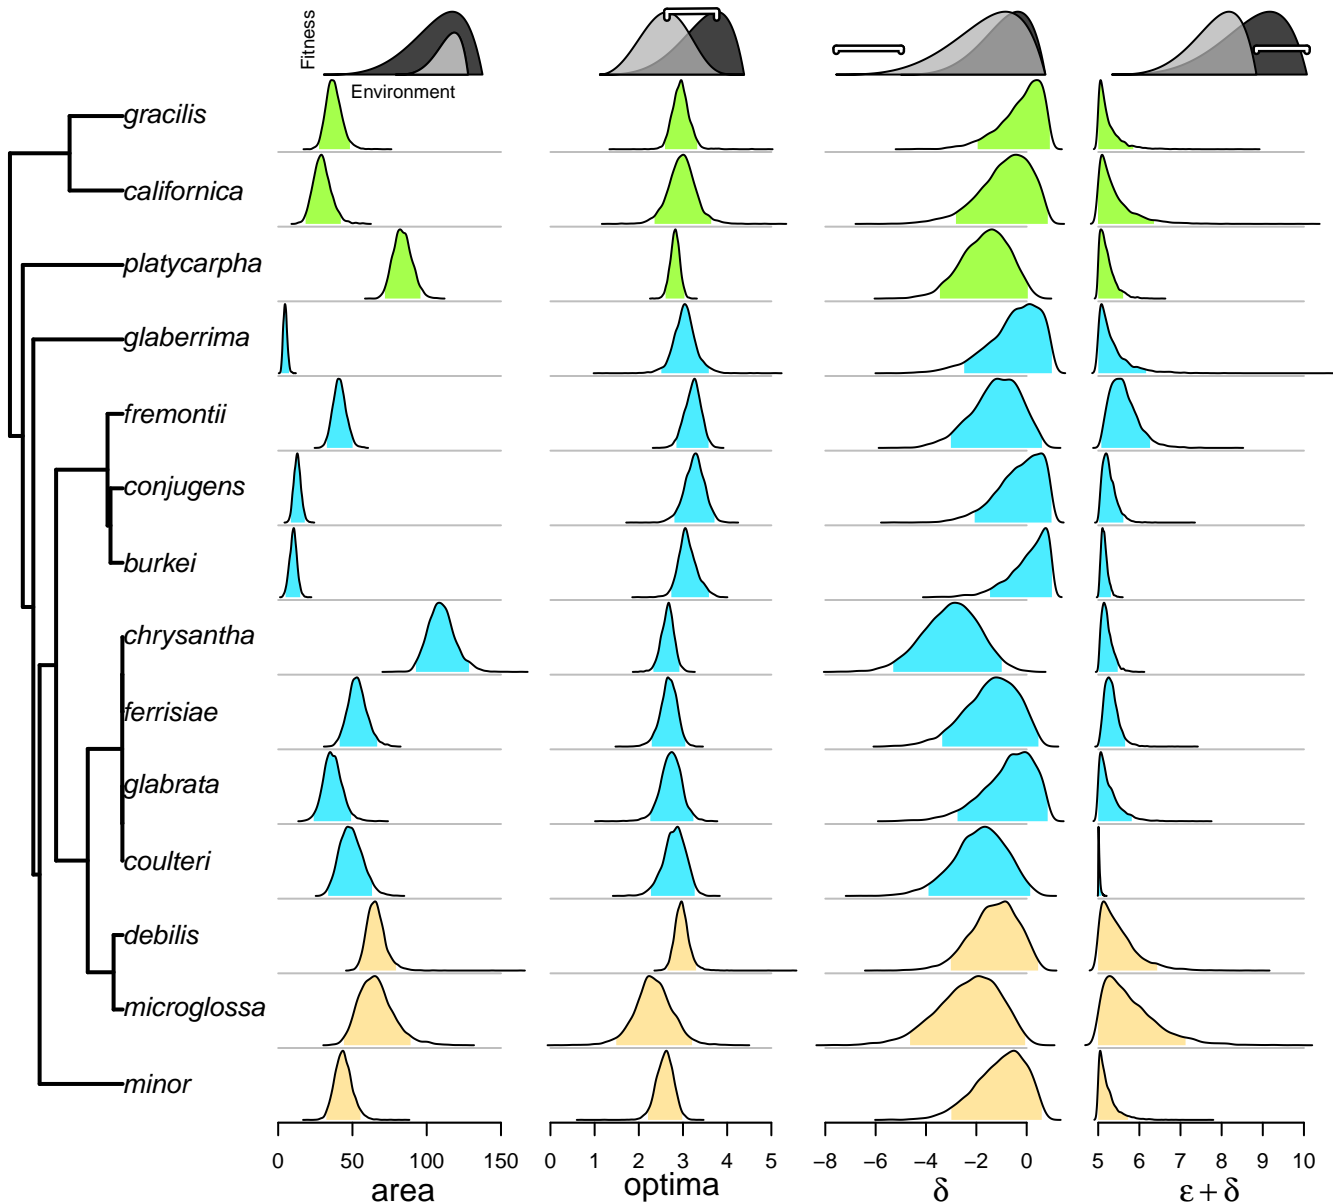 Fitness
Environment
gracilis
californica
platycarpha
glaberrima
fremontii
conjugens
burkei
chrysantha
ferrisiae
glabrata
coulteri
debilis
microglossa
minor
0 50 100 150
0 1 2 3 4 5
−8 −6 −4 −2 0
5 6 7 8 9 10
area
optima
δ
ε + δ